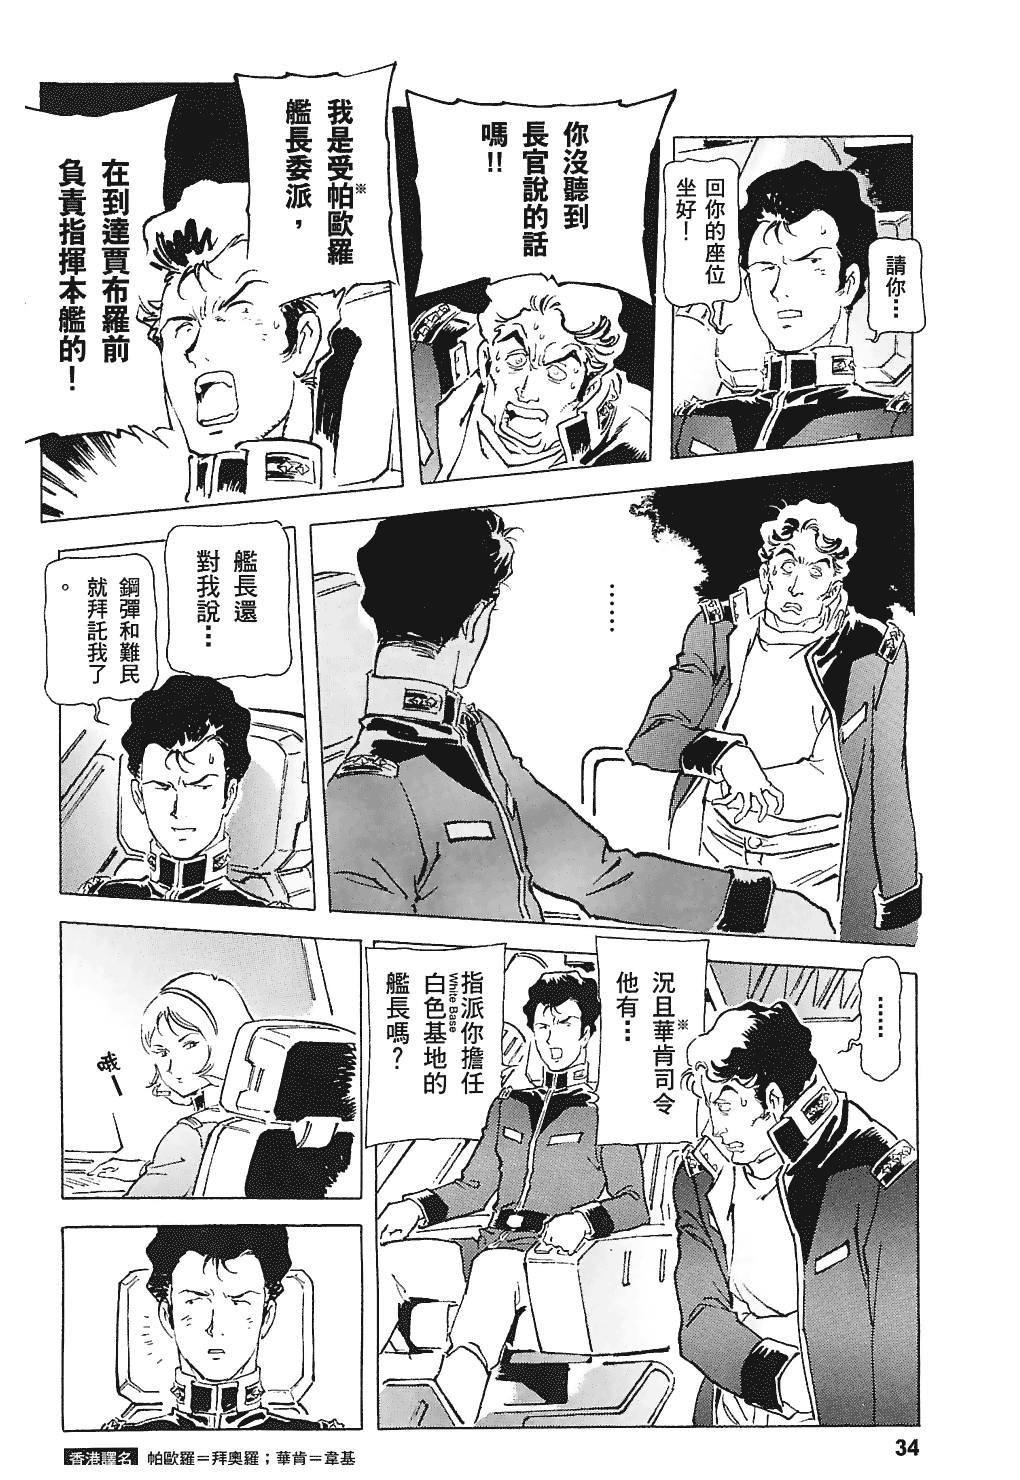 請你…
回你的座位
坐好！
你沒聽到
長官說的話
嗎!!
我是受帕※歐羅
艦長委派，
在到達賈布羅前
負責指揮本艦的！
……
艦長還
對我說…
鋼彈和難民
就拜託我了
。
……
況且華※肯司令
他有…
指派你擔任
白色基地的
White Base
艦長嗎？
哦
香港譯名 帕歐羅＝拜奧羅；華肯＝韋基
34